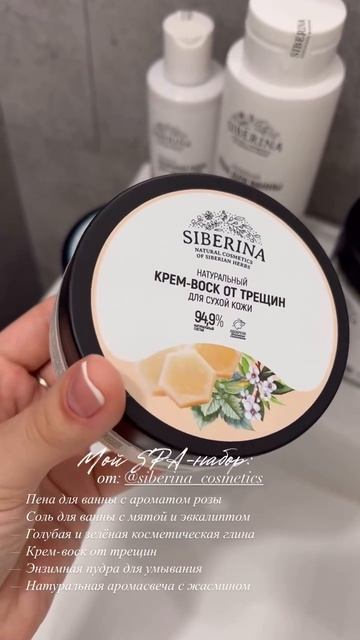 SIBERINA
SIBERINA
SIBERINA
NATURAL COSMETICS
OF SIBERIAN HERBS
НАТУРАЛЬНЫЙ
КРЕМ-ВОСК ОТ ТРЕЩИН
ДЛЯ СУХОЙ КОЖИ
94,9%
Мой SPA-набор:
от: @siberina_cosmetics
Пена для ванны с ароматом розы
Соль для ванны с мятой и эвкалиптом
Голубая и зелёная косметическая глина
— Крем-воск от трещин
— Энзимная пудра для умывания
— Натуральная аромасвеча с жасмином